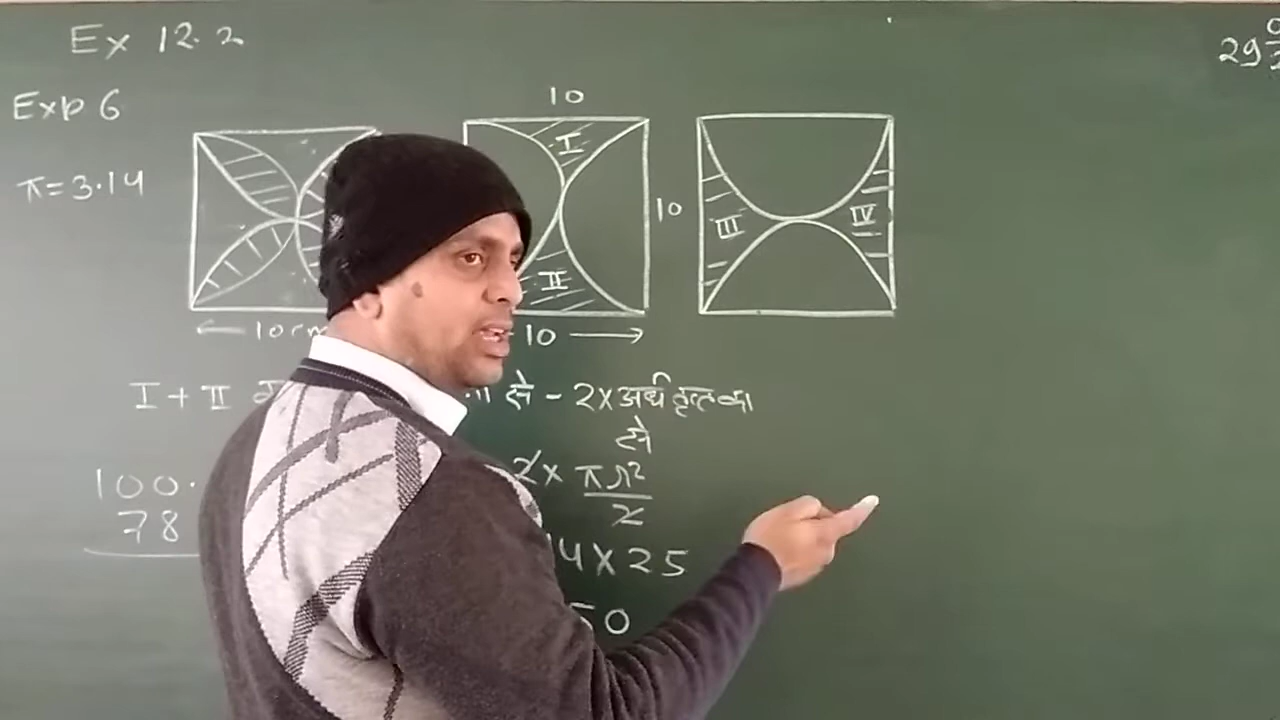 Ex 12.2
29
Exp 6
π=3.14
10
I
II
10
III
IV
10cm
10
I + II
से - 2×अर्धवृत्त का
से
100.
2× πr²
2
78
4×25
50